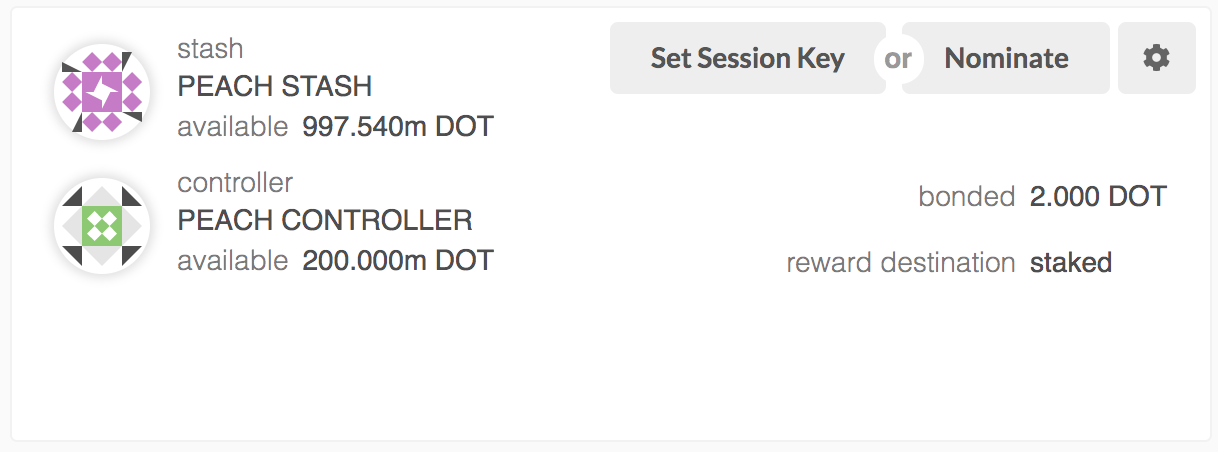 stash
PEACH STASH
available 997.540m DOT
Set Session Key or Nominate
controller
PEACH CONTROLLER
available 200.000m DOT
bonded 2.000 DOT
reward destination staked